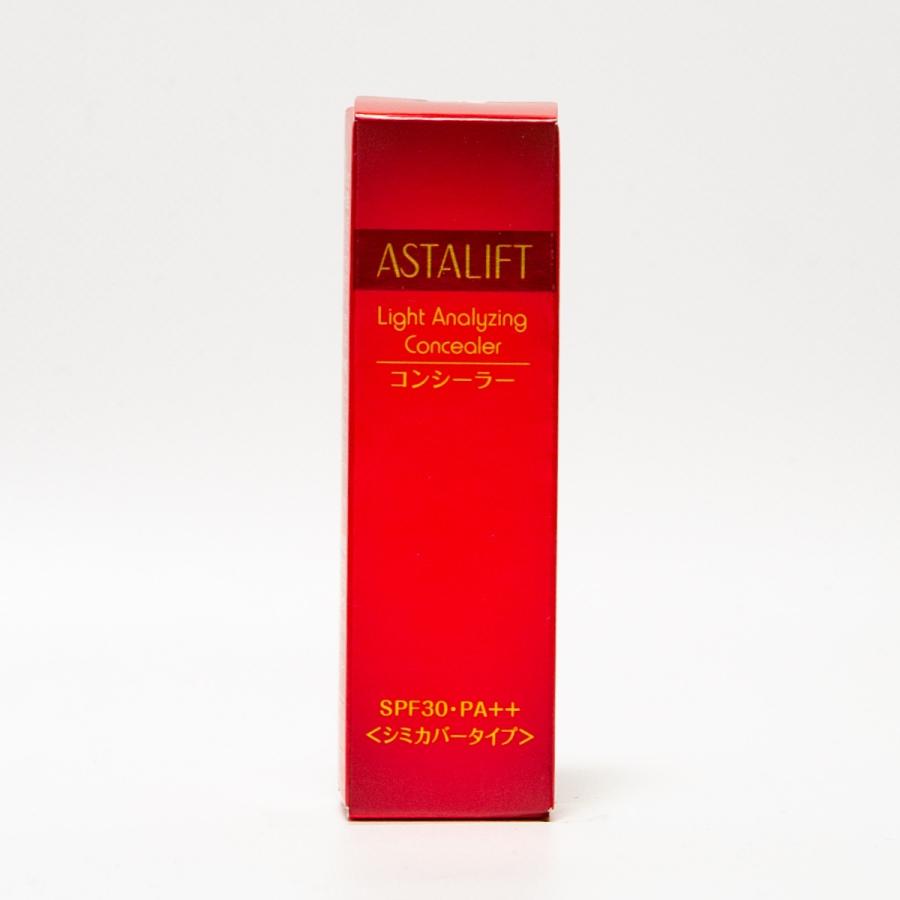 ASTALIFT
Light Analyzing
Concealer
コンシーラー
SPF30・PA++
<シミカバータイプ>